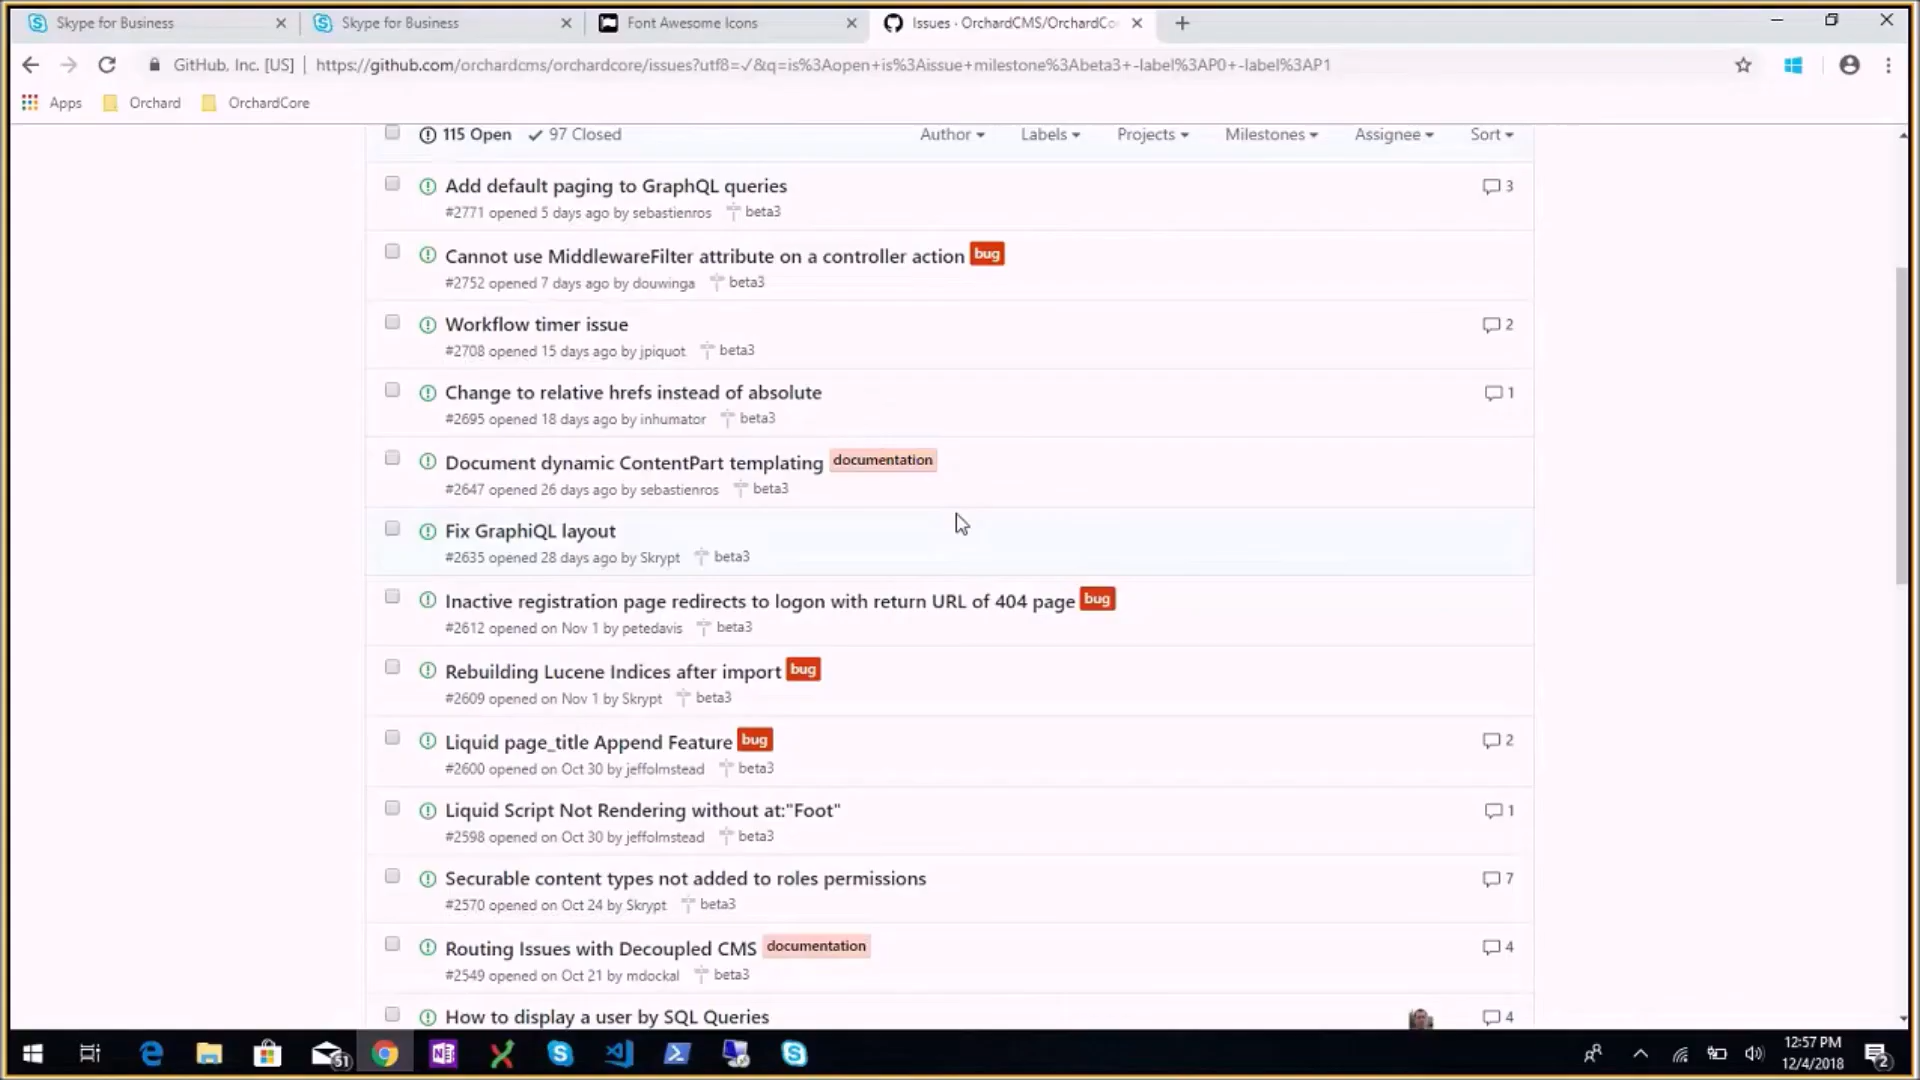 Skype for Business
Skype for Business
Font Awesome Icons
Issues · OrchardCMS/OrchardCo
GitHub, Inc. [US] https://github.com/orchardcms/orchardcore/issues?utf8=✓&q=is%3Aopen+is%3Aissue+milestone%3Abeta3+-label%3AP0+-label%3AP1
Apps Orchard OrchardCore
115 Open 97 Closed Author Labels Projects Milestones Assignee Sort
Add default paging to GraphQL queries 3
#2771 opened 5 days ago by sebastienros beta3
Cannot use MiddlewareFilter attribute on a controller action bug
#2752 opened 7 days ago by douwinga beta3
Workflow timer issue 2
#2708 opened 15 days ago by jpiquot beta3
Change to relative hrefs instead of absolute 1
#2695 opened 18 days ago by inhumator beta3
Document dynamic ContentPart templating documentation
#2647 opened 26 days ago by sebastienros beta3
Fix GraphiQL layout
#2635 opened 28 days ago by Skrypt beta3
Inactive registration page redirects to logon with return URL of 404 page bug
#2612 opened on Nov 1 by petedavis beta3
Rebuilding Lucene Indices after import bug
#2609 opened on Nov 1 by Skrypt beta3
Liquid page_title Append Feature bug 2
#2600 opened on Oct 30 by jeffolmstead beta3
Liquid Script Not Rendering without at:"Foot" 1
#2598 opened on Oct 30 by jeffolmstead beta3
Securable content types not added to roles permissions 7
#2570 opened on Oct 24 by Skrypt beta3
Routing Issues with Decoupled CMS documentation 4
#2549 opened on Oct 21 by mdockal beta3
How to display a user by SQL Queries 4
51
12:57 PM
12/4/2018
2